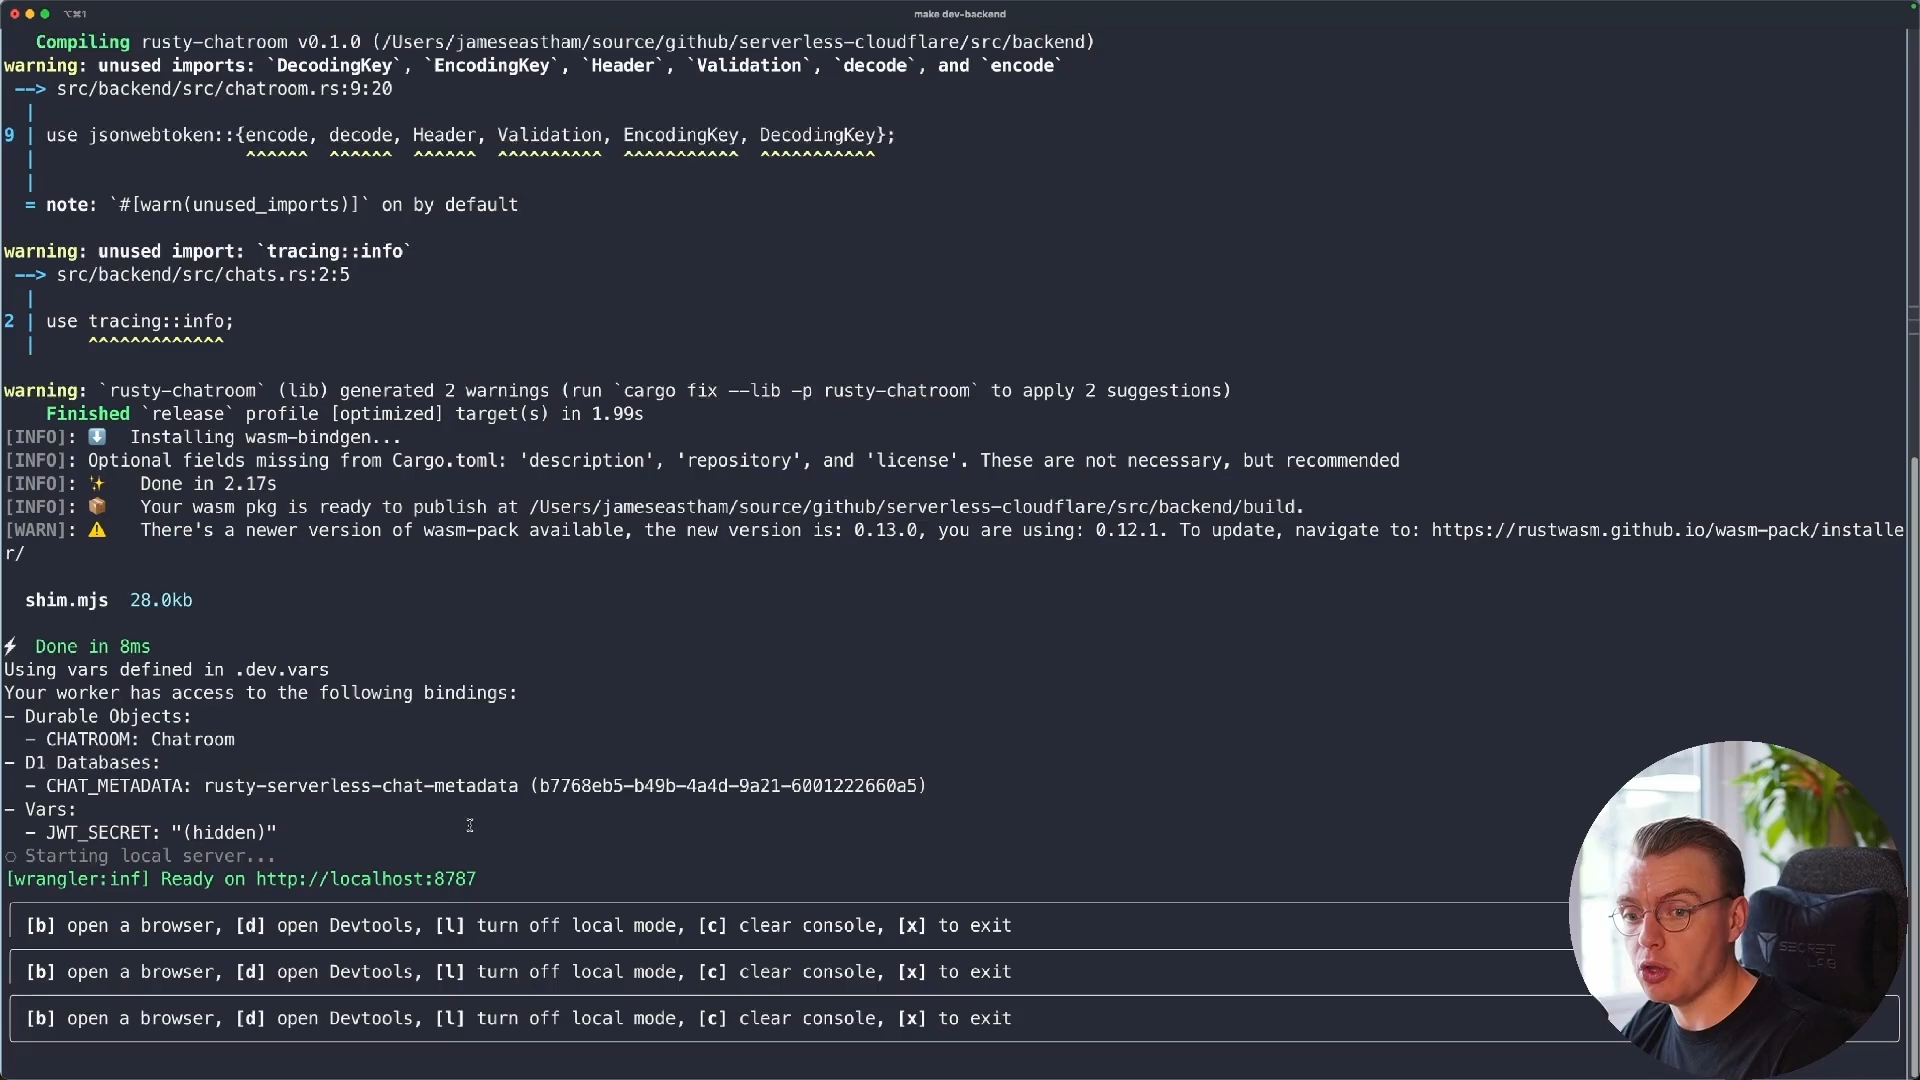 ⌥⌘1
make dev-backend
Compiling rusty-chatroom v0.1.0 (/Users/jameseastham/source/github/serverless-cloudflare/src/backend)
warning: unused imports: `DecodingKey`, `EncodingKey`, `Header`, `Validation`, `decode`, and `encode`
--> src/backend/src/chatroom.rs:9:20
|
9 | use jsonwebtoken::{encode, decode, Header, Validation, EncodingKey, DecodingKey};
| ^^^^^^ ^^^^^^ ^^^^^^ ^^^^^^^^^^ ^^^^^^^^^^^ ^^^^^^^^^^^
|
= note: `#[warn(unused_imports)]` on by default
warning: unused import: `tracing::info`
--> src/backend/src/chats.rs:2:5
|
2 | use tracing::info;
| ^^^^^^^^^^^^^
warning: `rusty-chatroom` (lib) generated 2 warnings (run `cargo fix --lib -p rusty-chatroom` to apply 2 suggestions)
Finished `release` profile [optimized] target(s) in 1.99s
[INFO]: ⬇️ Installing wasm-bindgen...
[INFO]: Optional fields missing from Cargo.toml: 'description', 'repository', and 'license'. These are not necessary, but recommended
[INFO]: ✨ Done in 2.17s
[INFO]: 📦 Your wasm pkg is ready to publish at /Users/jameseastham/source/github/serverless-cloudflare/src/backend/build.
[WARN]: ⚠️ There's a newer version of wasm-pack available, the new version is: 0.13.0, you are using: 0.12.1. To update, navigate to: https://rustwasm.github.io/wasm-pack/installe
r/
shim.mjs 28.0kb
⚡ Done in 8ms
Using vars defined in .dev.vars
Your worker has access to the following bindings:
- Durable Objects:
- CHATROOM: Chatroom
- D1 Databases:
- CHAT_METADATA: rusty-serverless-chat-metadata (b7768eb5-b49b-4a4d-9a21-6001222660a5)
- Vars:
- JWT_SECRET: "(hidden)"
○ Starting local server...
[wrangler:inf] Ready on http://localhost:8787
[b] open a browser, [d] open Devtools, [l] turn off local mode, [c] clear console, [x] to exit
[b] open a browser, [d] open Devtools, [l] turn off local mode, [c] clear console, [x] to exit
[b] open a browser, [d] open Devtools, [l] turn off local mode, [c] clear console, [x] to exit
SECRET
LAB